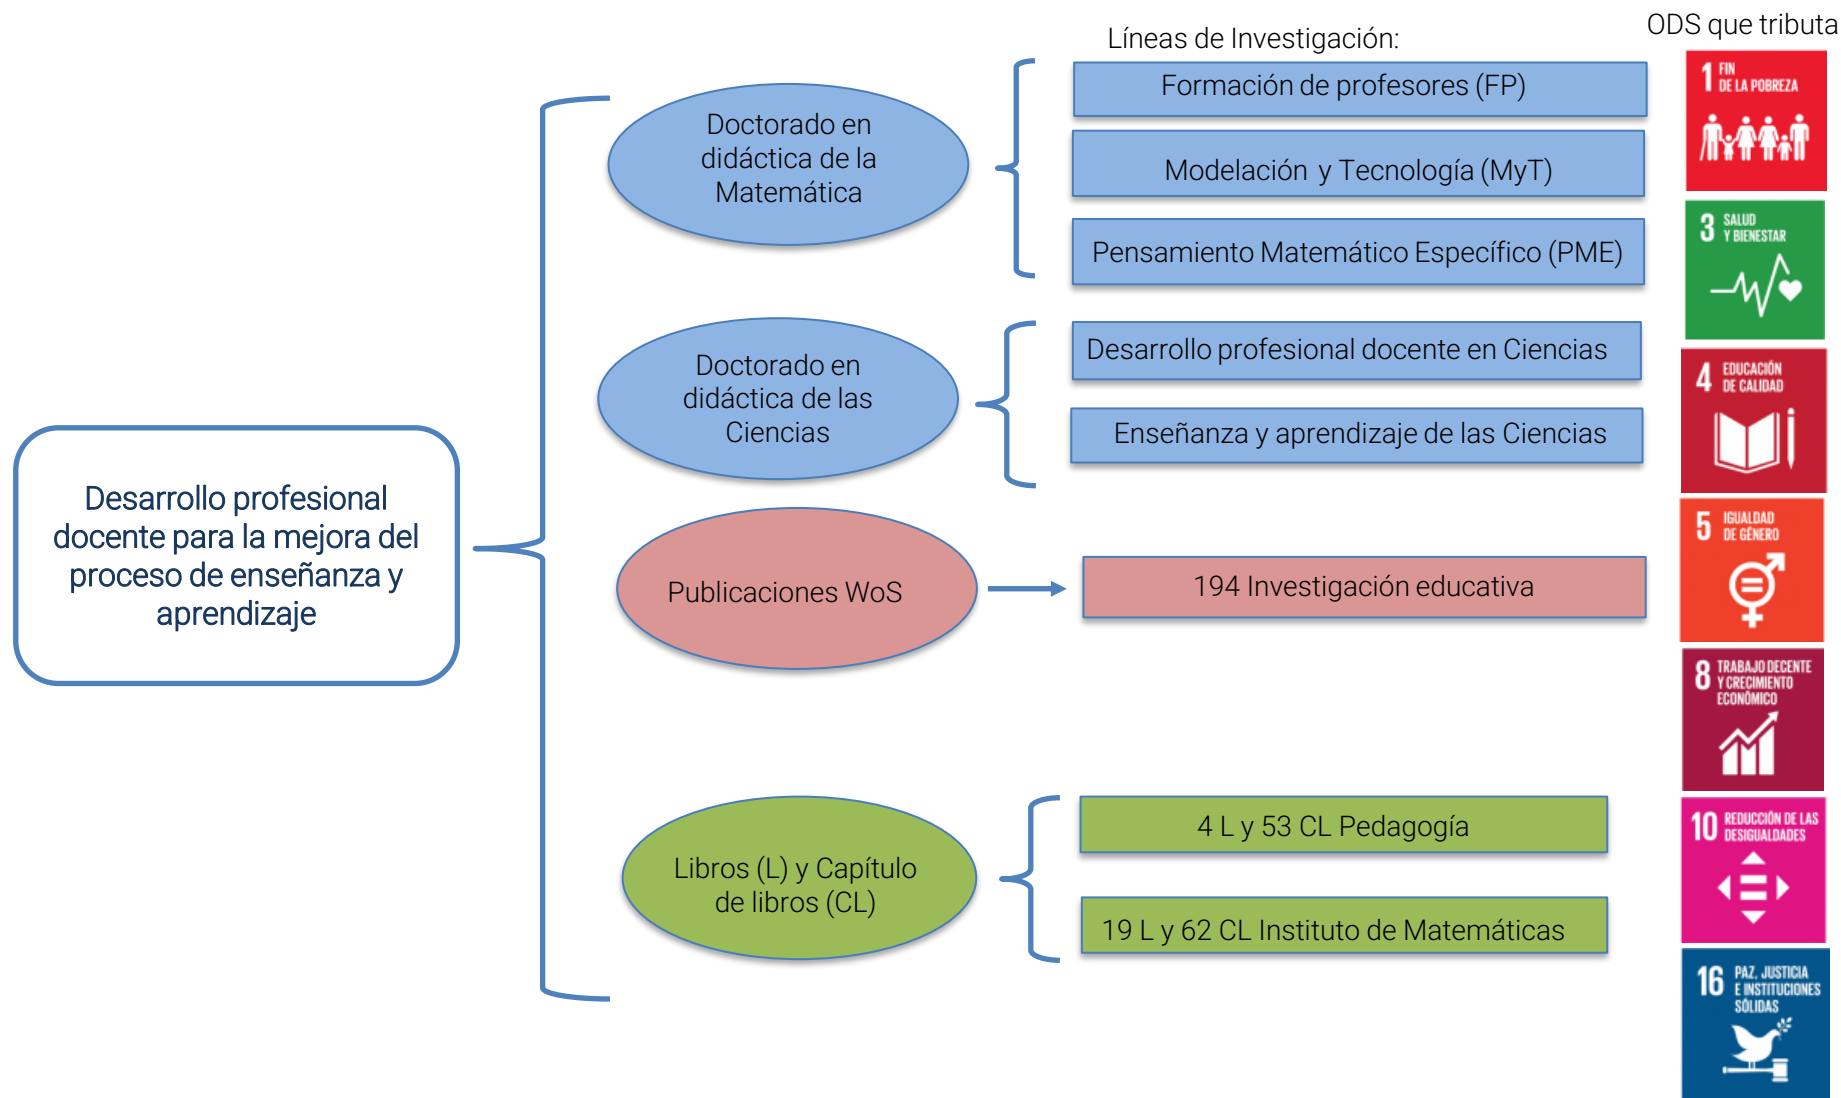 Desarrollo profesional
docente para la mejora del
proceso de enseñanza y
aprendizaje
Líneas de Investigación:
Doctorado en
didáctica de la
Matemática
Formación de profesores (FP)
Modelación y Tecnología (MyT)
Pensamiento Matemático Específico (PME)
Doctorado en
didáctica de las
Ciencias
Desarrollo profesional docente en Ciencias
Enseñanza y aprendizaje de las Ciencias
Publicaciones WoS
194 Investigación educativa
Libros (L) y Capítulo
de libros (CL)
4 L y 53 CL Pedagogía
19 L y 62 CL Instituto de Matemáticas
ODS que tributa
1 FIN
DE LA POBREZA
3 SALUD
Y BIENESTAR
4 EDUCACIÓN
DE CALIDAD
5 IGUALDAD
DE GÉNERO
8 TRABAJO DECENTE
Y CRECIMIENTO
ECONÓMICO
10 REDUCCIÓN DE LAS
DESIGUALDADES
16 PAZ, JUSTICIA
E INSTITUCIONES
SÓLIDAS